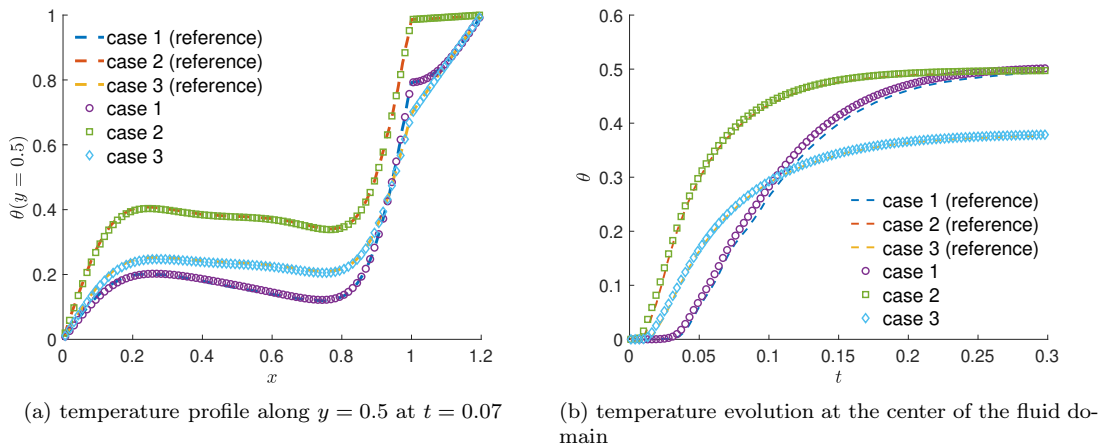 1
0.8
0.6
0.4
0.2
0
θ(y = 0.5)
case 1 (reference)
case 2 (reference)
case 3 (reference)
case 1
case 2
case 3
0 0.2 0.4 0.6 0.8 1 1.2
x
(a) temperature profile along y = 0.5 at t = 0.07
0.6
0.5
0.4
0.3
0.2
0.1
0
θ
case 1 (reference)
case 2 (reference)
case 3 (reference)
case 1
case 2
case 3
0 0.05 0.1 0.15 0.2 0.25 0.3
t
(b) temperature evolution at the center of the fluid do-
main